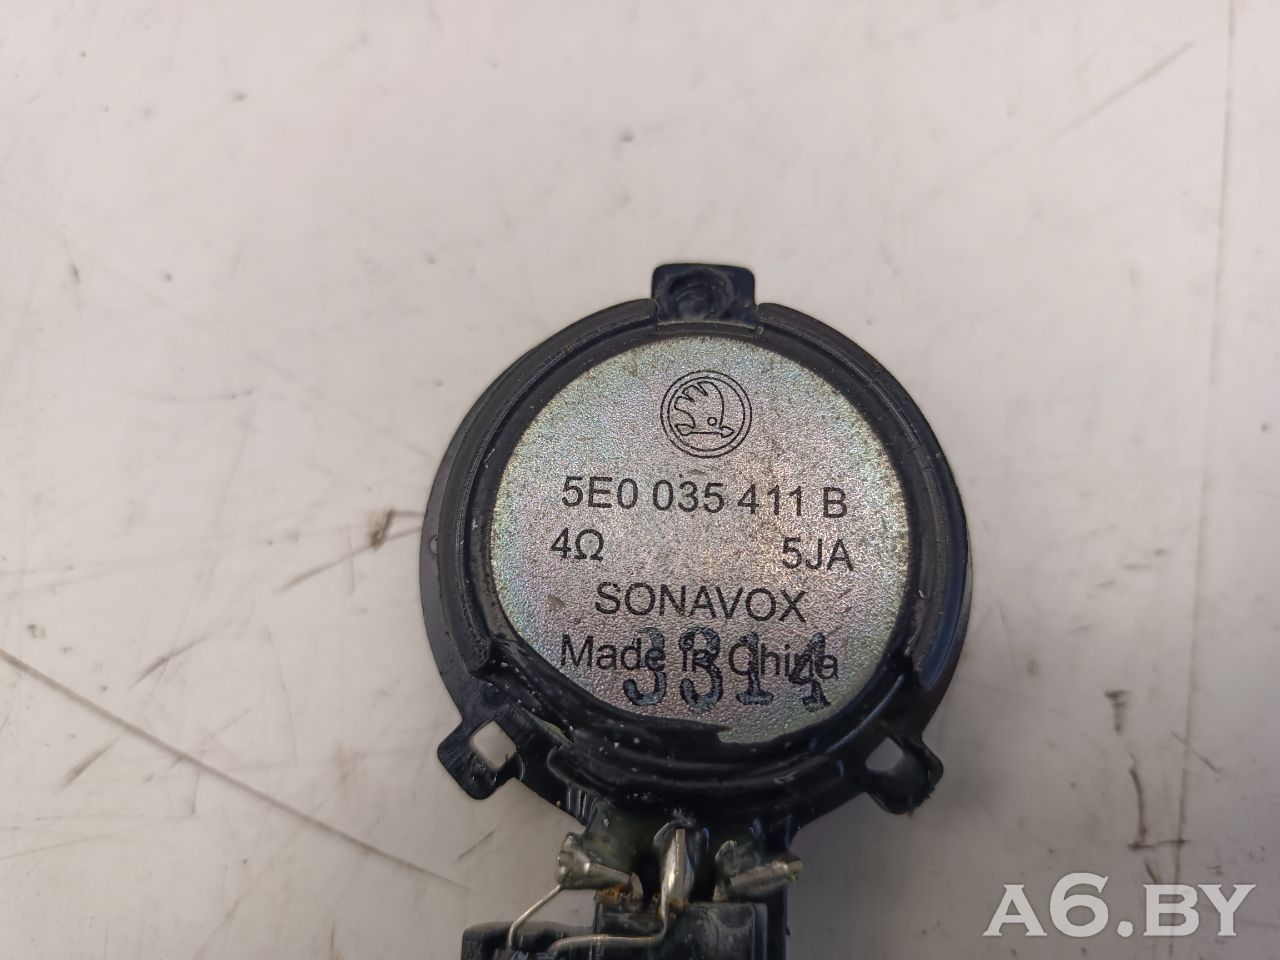 5E0 035 411 B
4Ω 5JA
SONAVOX
Made in China
3314
A6.BY